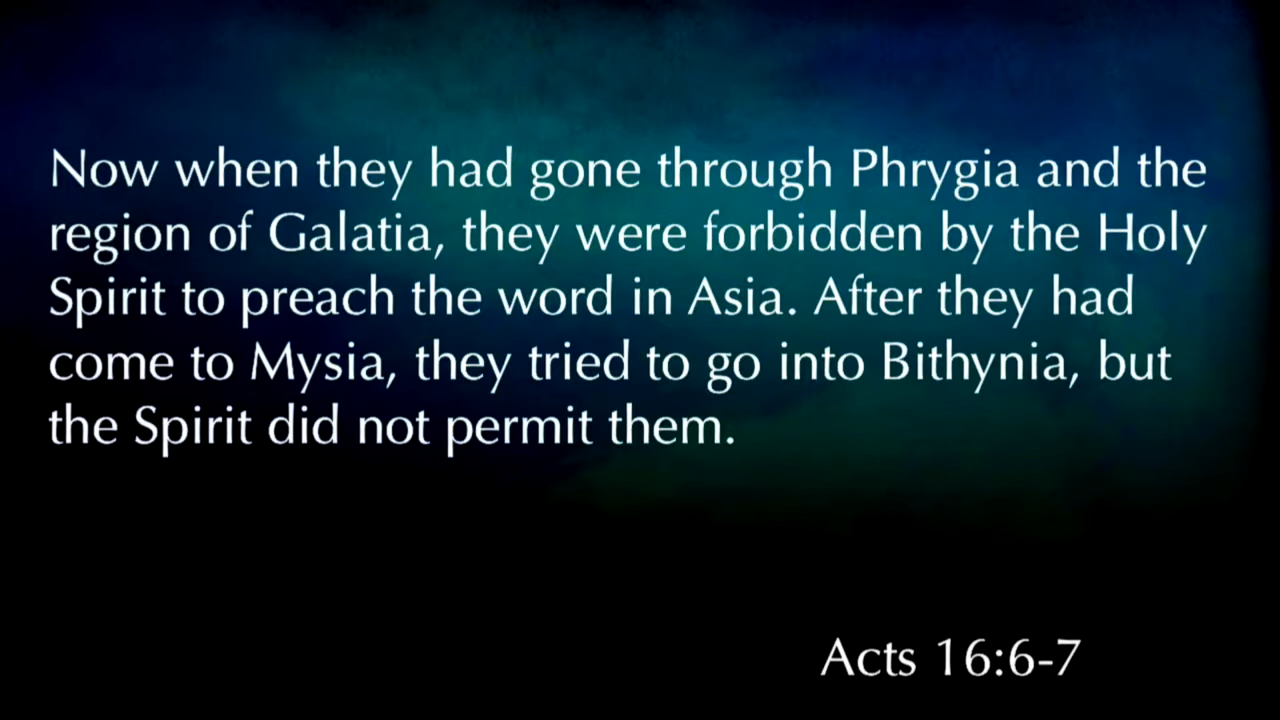 Now when they had gone through Phrygia and the
region of Galatia, they were forbidden by the Holy
Spirit to preach the word in Asia. After they had
come to Mysia, they tried to go into Bithynia, but
the Spirit did not permit them.
Acts 16:6-7